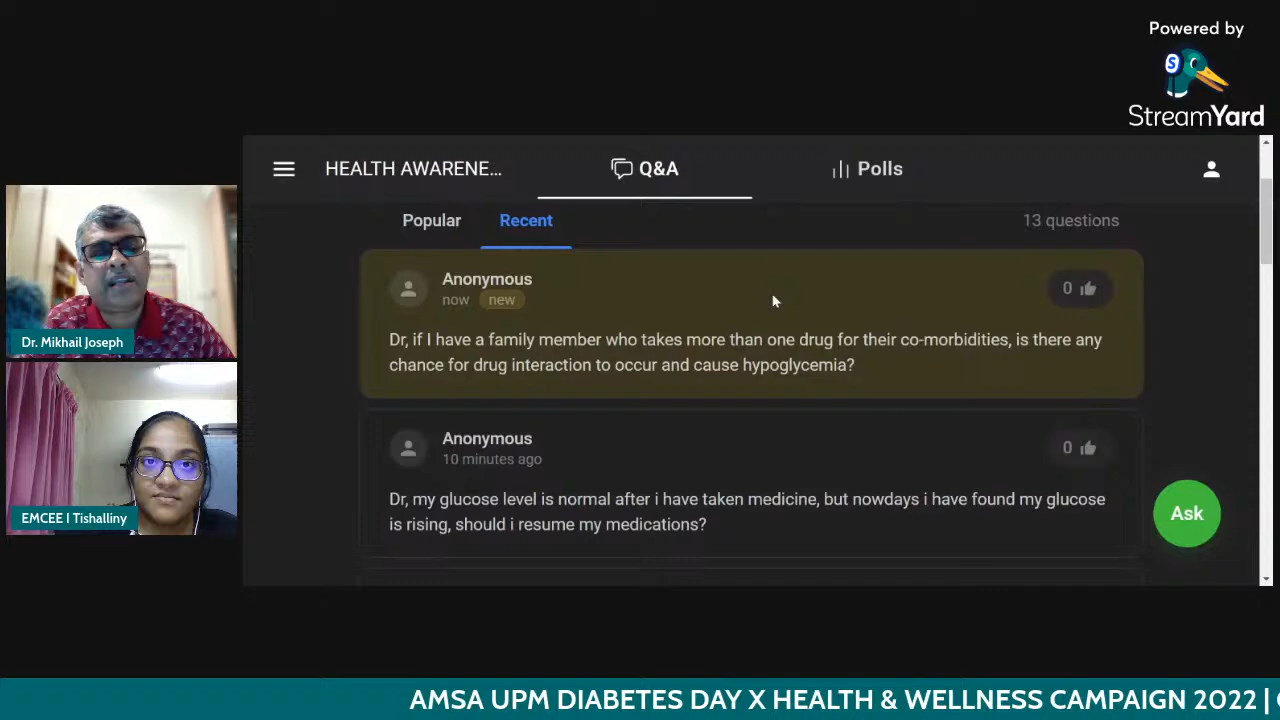 Powered by
S
StreamYard
HEALTH AWARENE...
Q&A
Polls
Popular
Recent
13 questions
Anonymous
now
new
0
Dr, if I have a family member who takes more than one drug for their co-morbidities, is there any
chance for drug interaction to occur and cause hypoglycemia?
Anonymous
10 minutes ago
0
Dr, my glucose level is normal after i have taken medicine, but nowdays i have found my glucose
is rising, should i resume my medications?
Ask
Dr. Mikhail Joseph
EMCEE I Tishalliny
AMSA UPM DIABETES DAY X HEALTH & WELLNESS CAMPAIGN 2022 |